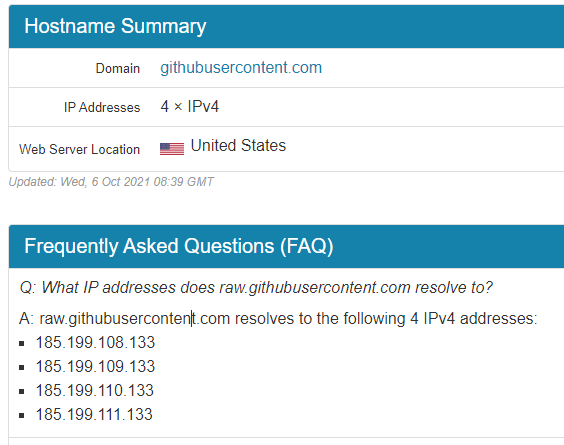 Hostname Summary
Domain githubusercontent.com
IP Addresses 4 × IPv4
Web Server Location United States
Updated: Wed, 6 Oct 2021 08:39 GMT
Frequently Asked Questions (FAQ)
Q: What IP addresses does raw.githubusercontent.com resolve to?
A: raw.githubusercontent.com resolves to the following 4 IPv4 addresses:
▪ 185.199.108.133
▪ 185.199.109.133
▪ 185.199.110.133
▪ 185.199.111.133